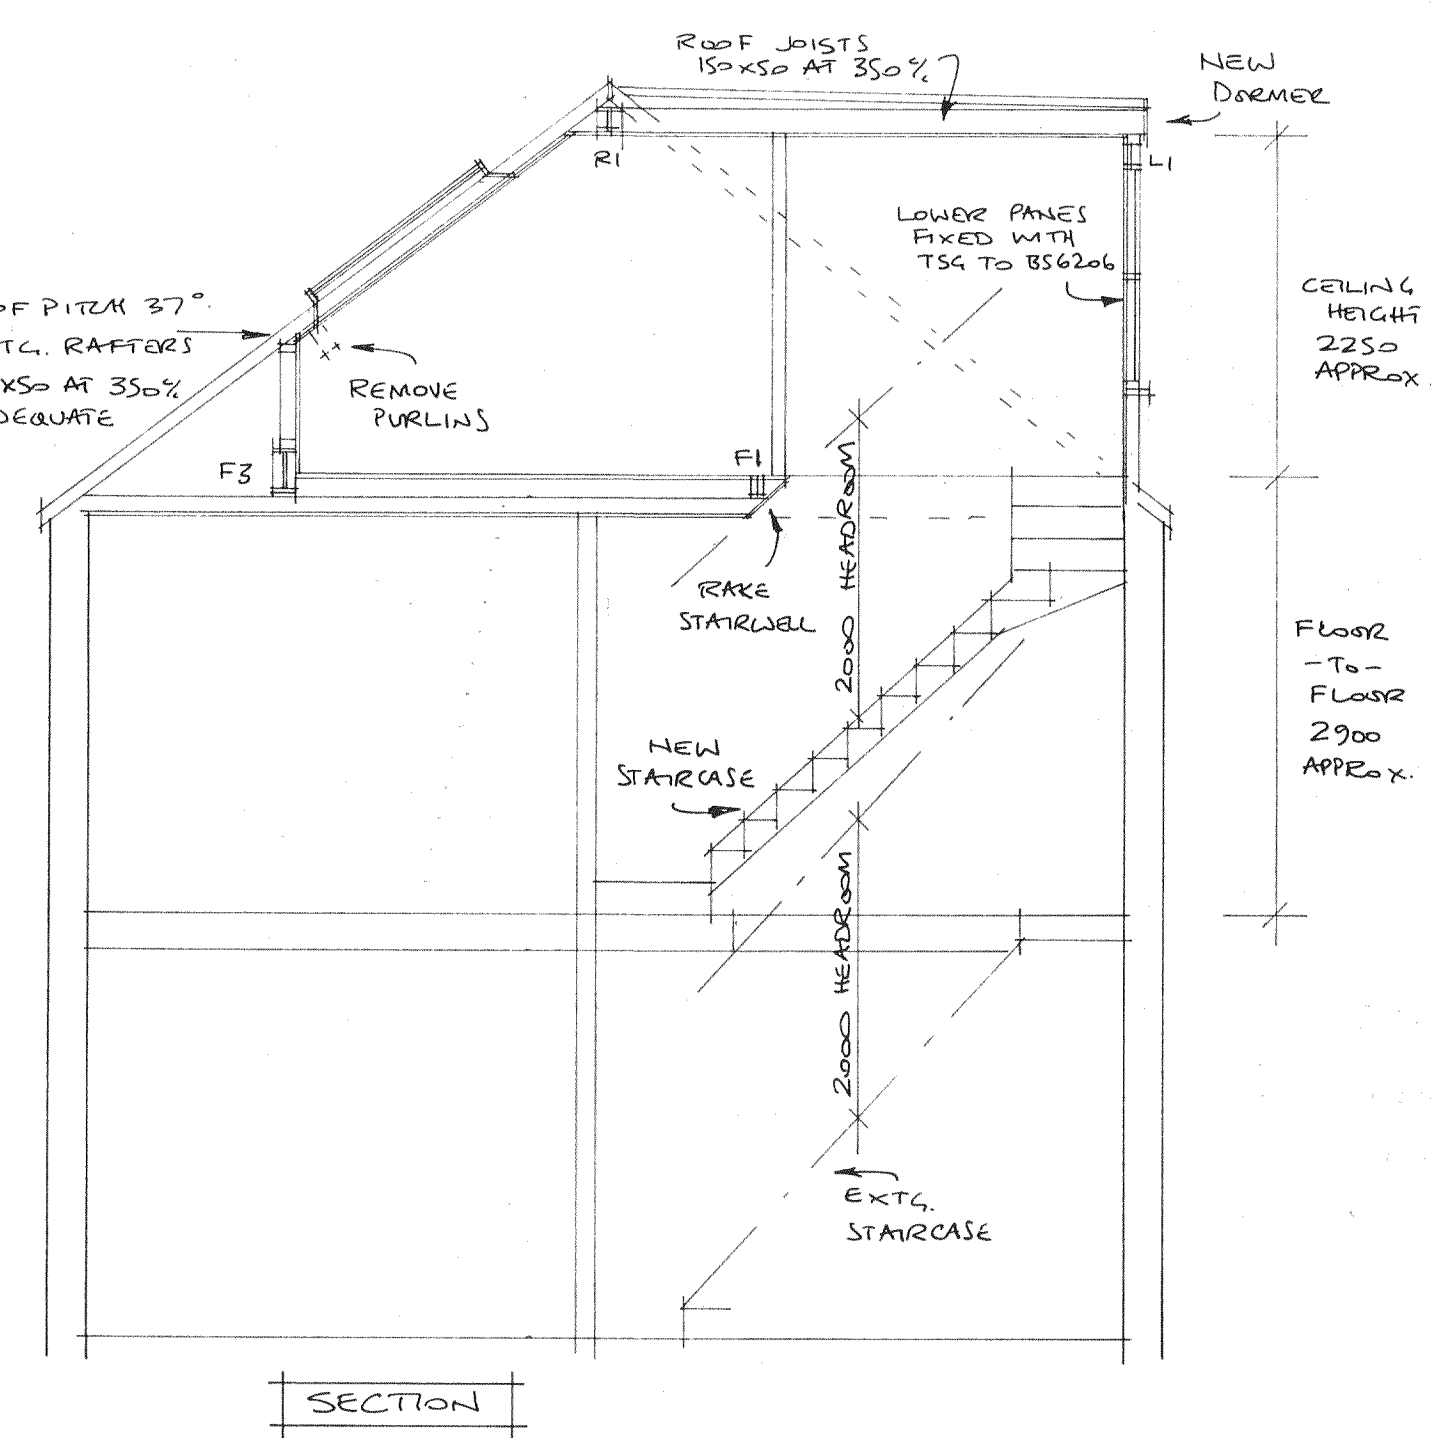 ROOF JOISTS
150x50 AT 350%
NEW
DORMER
R1
L1
LOWER PANES
FIXED WITH
TSG TO BS6206
OF PITCH 37°.
TG. RAFTERS
x50 AT 350%
DEQUATE
REMOVE
PURLINS
CEILING
HEIGHT
2250
APPROX.
F3
F1
2000 HEADROOM
RAKE
STAIRWELL
FLOOR
-TO-
FLOOR
2900
APPROX.
NEW
STAIRCASE
2000 HEADROOM
EXTG.
STAIRCASE
SECTION